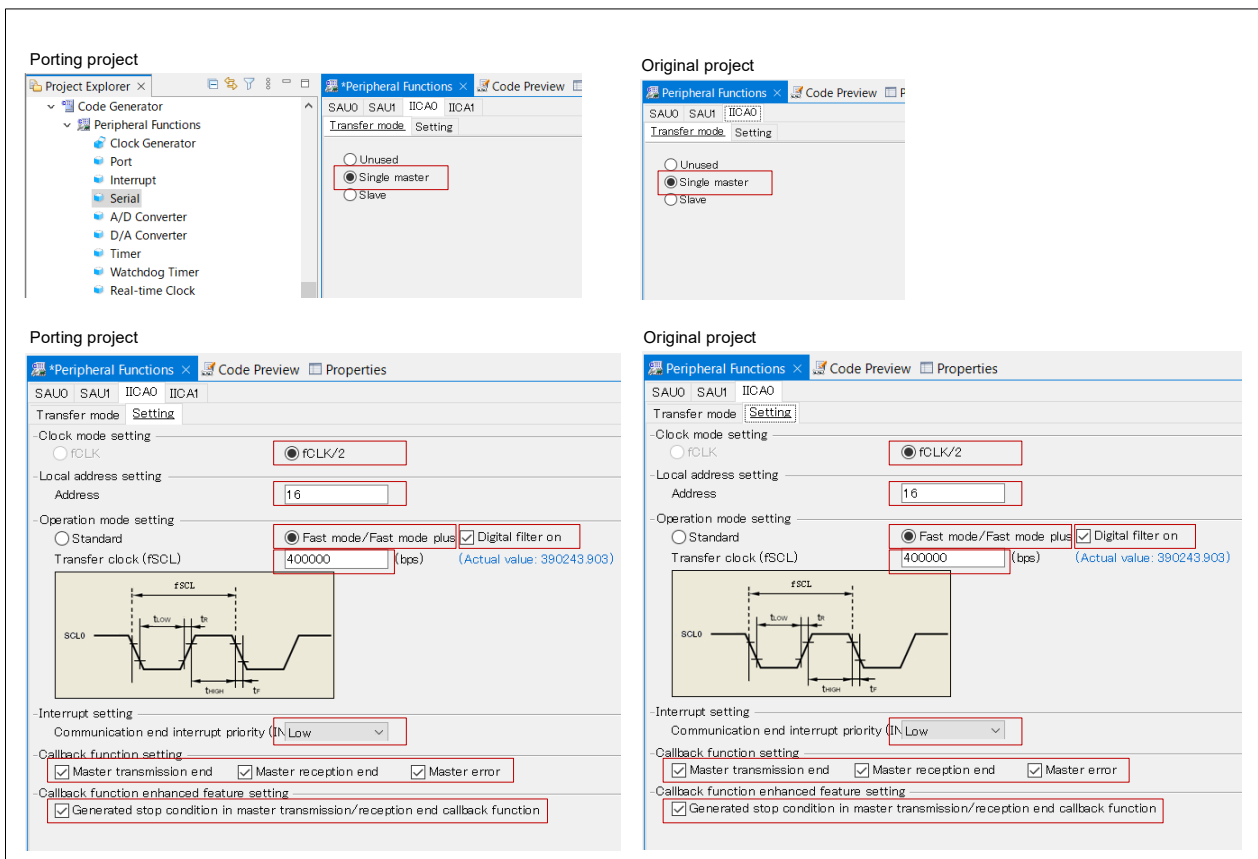 Porting project
Project Explorer
Code Generator
Peripheral Functions
Clock Generator
Port
Interrupt
Serial
A/D Converter
D/A Converter
Timer
Watchdog Timer
Real-time Clock
*Peripheral Functions Code Preview
SAU0 SAU1 IICA0 IICA1
Transfer mode Setting
Unused
Single master
Slave
Original project
Peripheral Functions Code Preview P
SAU0 SAU1 IICA0
Transfer mode Setting
Unused
Single master
Slave
Porting project
*Peripheral Functions Code Preview Properties
SAU0 SAU1 IICA0 IICA1
Transfer mode Setting
Clock mode setting
fCLK fCLK/2
Local address setting
Address 16
Operation mode setting
Standard Fast mode/Fast mode plus Digital filter on
Transfer clock (fSCL) 400000 (bps) (Actual value: 390243.903)
fSCL
tLOW tR
SCL0
tHIGH tF
Interrupt setting
Communication end interrupt priority (IN Low
Callback function setting
Master transmission end Master reception end Master error
Callback function enhanced feature setting
Generated stop condition in master transmission/reception end callback function
Original project
Peripheral Functions Code Preview Properties
SAU0 SAU1 IICA0
Transfer mode Setting
Clock mode setting
fCLK fCLK/2
Local address setting
Address 16
Operation mode setting
Standard Fast mode/Fast mode plus Digital filter on
Transfer clock (fSCL) 400000 (bps) (Actual value: 390243.903)
fSCL
tLOW tR
SCL0
tHIGH tF
Interrupt setting
Communication end interrupt priority (IN Low
Callback function setting
Master transmission end Master reception end Master error
Callback function enhanced feature setting
Generated stop condition in master transmission/reception end callback function